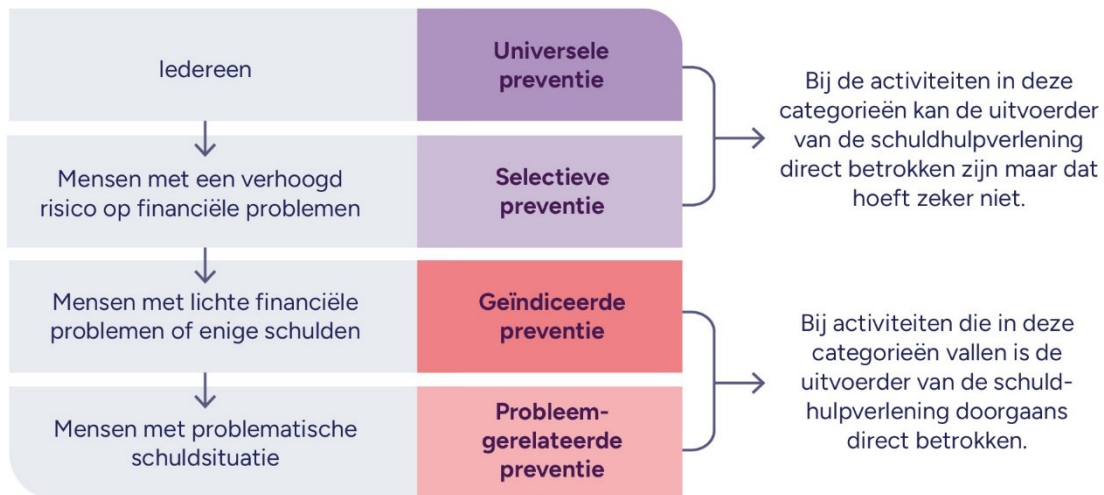 Iedereen
Universele
preventie
Mensen met een verhoogd
risico op financiële problemen
Selectieve
preventie
Bij de activiteiten in deze
categorieën kan de uitvoerder
van de schuldhulpverlening
direct betrokken zijn maar dat
hoeft zeker niet.
Mensen met lichte financiële
problemen of enige schulden
Geïndiceerde
preventie
Mensen met problematische
schuldsituatie
Probleem-
gerelateerde
preventie
Bij activiteiten die in deze
categorieën vallen is de
uitvoerder van de schuld-
hulpverlening doorgaans
direct betrokken.